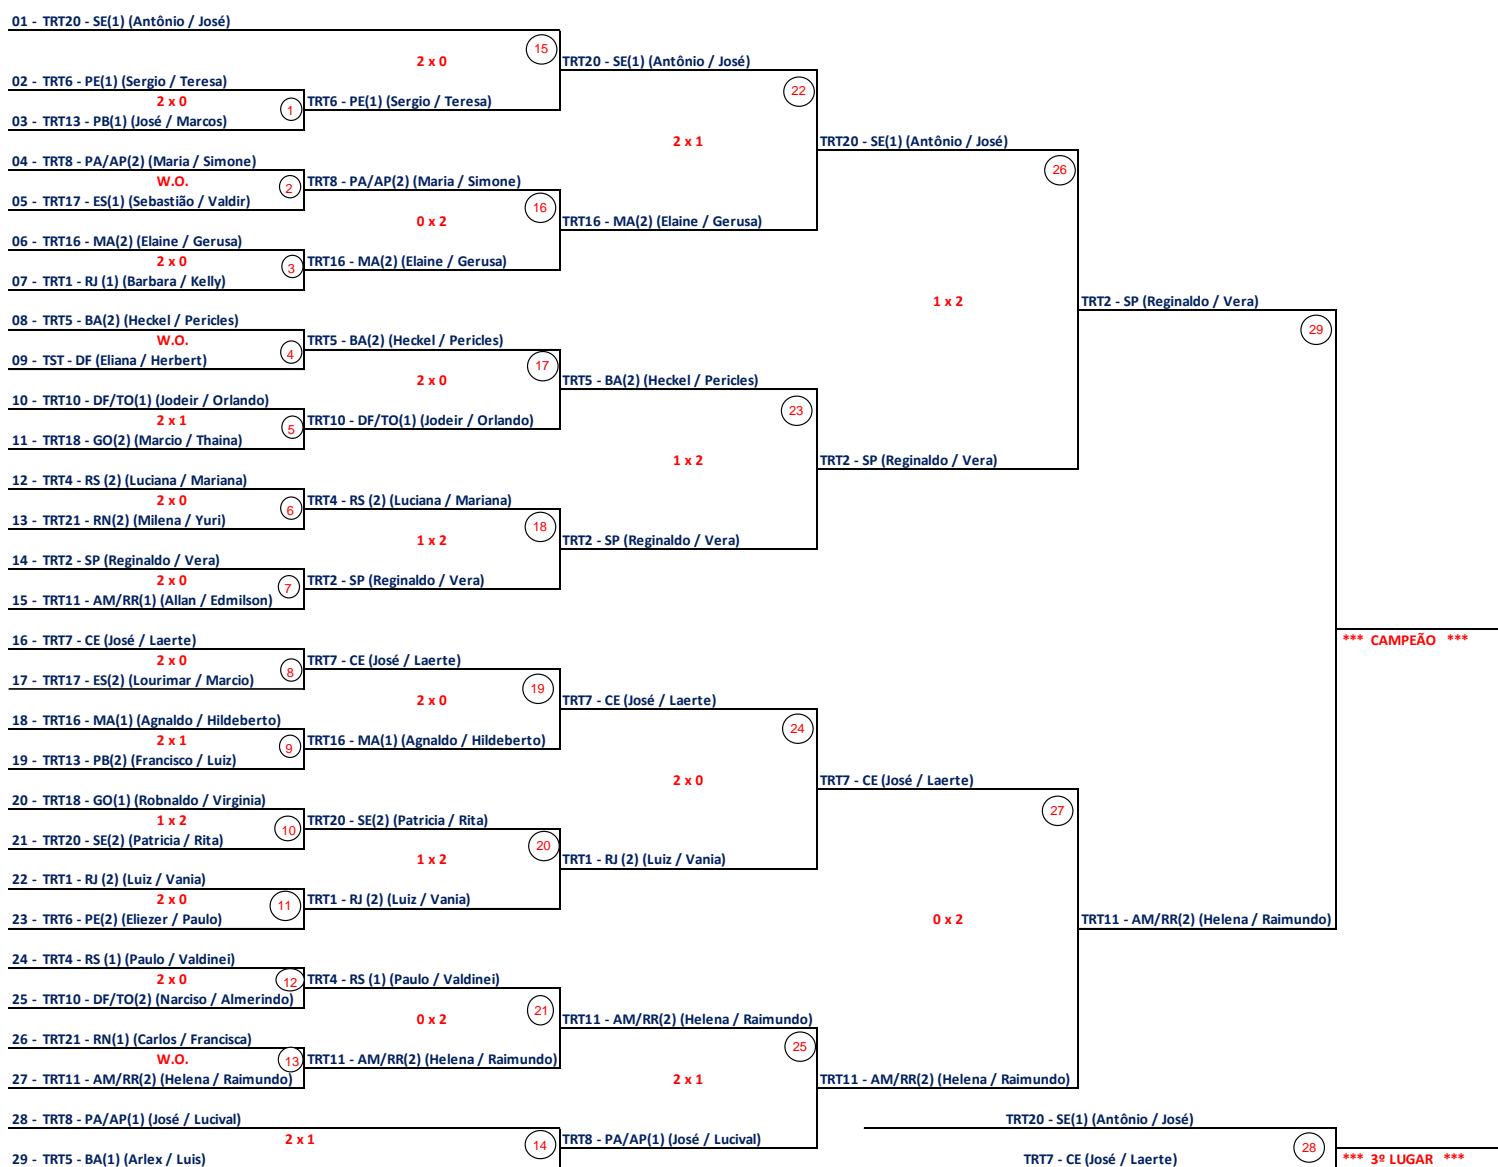 01 - TRT20 - SE(1) (Antônio / José)
15
2 x 0
TRT20 - SE(1) (Antônio / José)
02 - TRT6 - PE(1) (Sergio / Teresa)
22
2 x 0
1
TRT6 - PE(1) (Sergio / Teresa)
03 - TRT13 - PB(1) (José / Marcos)
2 x 1
TRT20 - SE(1) (Antônio / José)
04 - TRT8 - PA/AP(2) (Maria / Simone)
26
W.O.
2
TRT8 - PA/AP(2) (Maria / Simone)
05 - TRT17 - ES(1) (Sebastião / Valdir)
16
0 x 2
TRT16 - MA(2) (Elaine / Gerusa)
06 - TRT16 - MA(2) (Elaine / Gerusa)
2 x 0
3
TRT16 - MA(2) (Elaine / Gerusa)
07 - TRT1 - RJ (1) (Barbara / Kelly)
1 x 2
TRT2 - SP (Reginaldo / Vera)
08 - TRT5 - BA(2) (Heckel / Pericles)
29
W.O.
4
TRT5 - BA(2) (Heckel / Pericles)
09 - TST - DF (Eliana / Herbert)
17
2 x 0
TRT5 - BA(2) (Heckel / Pericles)
10 - TRT10 - DF/TO(1) (Jodeir / Orlando)
23
2 x 1
5
TRT10 - DF/TO(1) (Jodeir / Orlando)
11 - TRT18 - GO(2) (Marcio / Thaina)
1 x 2
TRT2 - SP (Reginaldo / Vera)
12 - TRT4 - RS (2) (Luciana / Mariana)
2 x 0
6
TRT4 - RS (2) (Luciana / Mariana)
13 - TRT21 - RN(2) (Milena / Yuri)
18
1 x 2
TRT2 - SP (Reginaldo / Vera)
14 - TRT2 - SP (Reginaldo / Vera)
2 x 0
7
TRT2 - SP (Reginaldo / Vera)
15 - TRT11 - AM/RR(1) (Allan / Edmilson)
16 - TRT7 - CE (José / Laerte)
*** CAMPEÃO ***
2 x 0
8
TRT7 - CE (José / Laerte)
17 - TRT17 - ES(2) (Lourimar / Marcio)
19
2 x 0
TRT7 - CE (José / Laerte)
18 - TRT16 - MA(1) (Agnaldo / Hildeberto)
24
2 x 1
9
TRT16 - MA(1) (Agnaldo / Hildeberto)
19 - TRT13 - PB(2) (Francisco / Luiz)
2 x 0
TRT7 - CE (José / Laerte)
20 - TRT18 - GO(1) (Robnaldo / Virginia)
27
1 x 2
10
TRT20 - SE(2) (Patricia / Rita)
21 - TRT20 - SE(2) (Patricia / Rita)
20
1 x 2
TRT1 - RJ (2) (Luiz / Vania)
22 - TRT1 - RJ (2) (Luiz / Vania)
2 x 0
11
TRT1 - RJ (2) (Luiz / Vania)
23 - TRT6 - PE(2) (Eliezer / Paulo)
0 x 2
TRT11 - AM/RR(2) (Helena / Raimundo)
24 - TRT4 - RS (1) (Paulo / Valdinei)
2 x 0
12
TRT4 - RS (1) (Paulo / Valdinei)
25 - TRT10 - DF/TO(2) (Narciso / Almerindo)
21
0 x 2
TRT11 - AM/RR(2) (Helena / Raimundo)
26 - TRT21 - RN(1) (Carlos / Francisca)
25
W.O.
13
TRT11 - AM/RR(2) (Helena / Raimundo)
27 - TRT11 - AM/RR(2) (Helena / Raimundo)
2 x 1
TRT11 - AM/RR(2) (Helena / Raimundo)
28 - TRT8 - PA/AP(1) (José / Lucival)
TRT20 - SE(1) (Antônio / José)
2 x 1
14
TRT8 - PA/AP(1) (José / Lucival)
28
29 - TRT5 - BA(1) (Arlex / Luis)
TRT7 - CE (José / Laerte)
*** 3º LUGAR ***